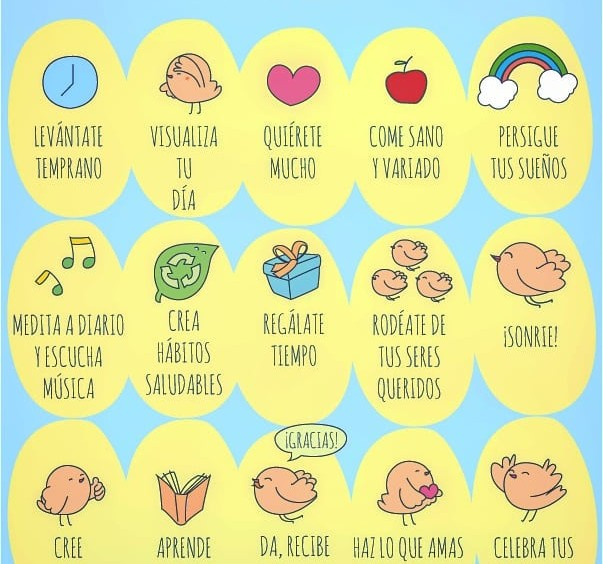 LEVÁNTATE
TEMPRANO
VISUALIZA
TU
DÍA
QUIÉRETE
MUCHO
COME SANO
Y VARIADO
PERSIGUE
TUS SUEÑOS
MEDITA A DIARIO
Y ESCUCHA
MÚSICA
CREA
HÁBITOS
SALUDABLES
REGÁLATE
TIEMPO
RODÉATE DE
TUS SERES
QUERIDOS
¡SONRIE!
CREE
APRENDE
¡GRACIAS!
DA, RECIBE
HAZ LO QUE AMAS
CELEBRA TUS